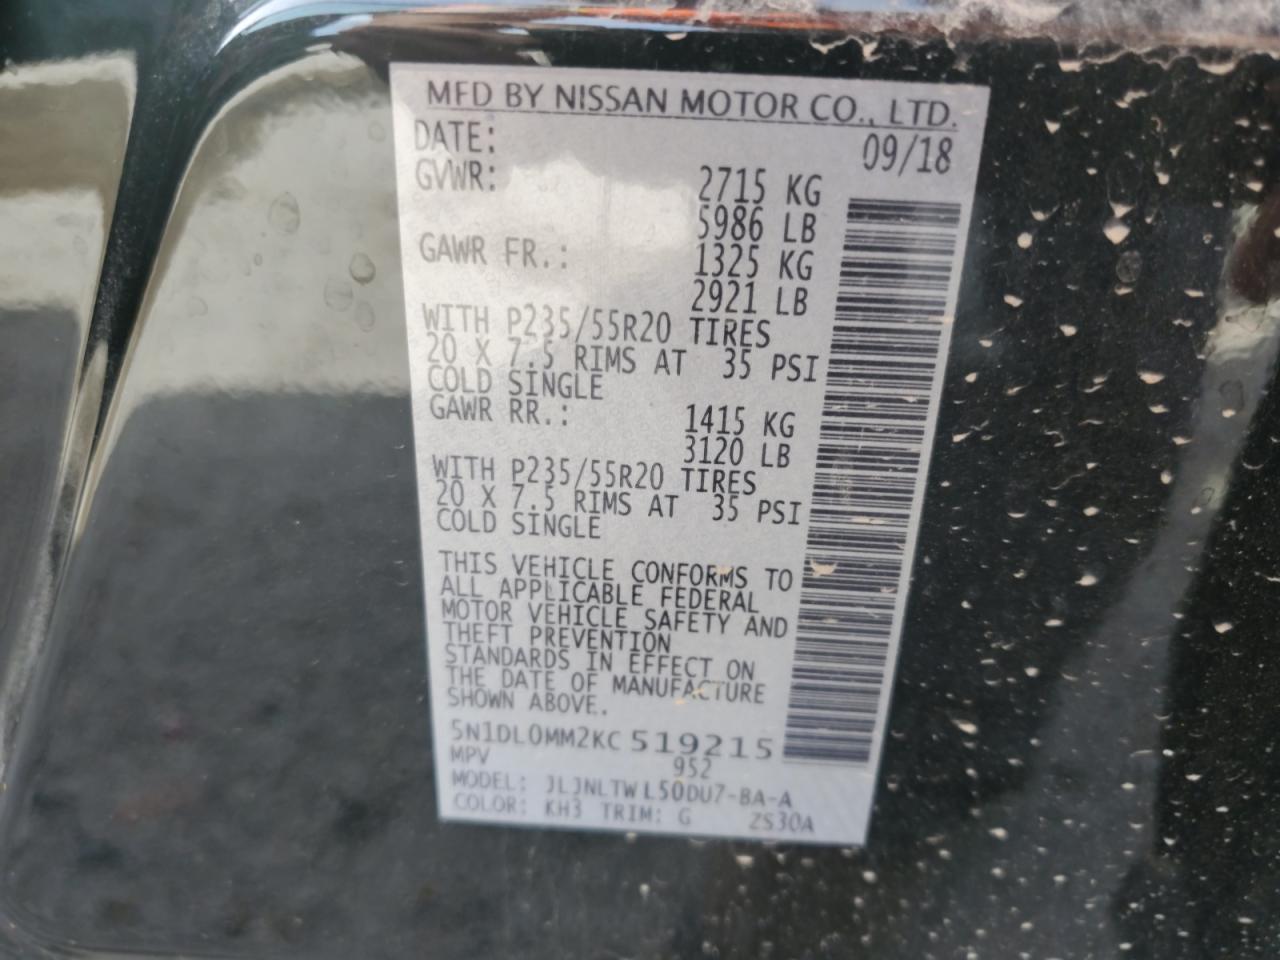 MFD BY NISSAN MOTOR CO., LTD.
DATE: 09/18
GVWR: 2715 KG
5986 LB
GAWR FR.: 1325 KG
2921 LB
WITH P235/55R20 TIRES
20 X 7.5 RIMS AT 35 PSI
COLD SINGLE
GAWR RR.: 1415 KG
3120 LB
WITH P235/55R20 TIRES
20 X 7.5 RIMS AT 35 PSI
COLD SINGLE
THIS VEHICLE CONFORMS TO
ALL APPLICABLE FEDERAL
MOTOR VEHICLE SAFETY AND
THEFT PREVENTION
STANDARDS IN EFFECT ON
THE DATE OF MANUFACTURE
SHOWN ABOVE.
5N1DL0MM2KC 519215
MPV 952
MODEL: JLJNLTW L50DU7-BA-A
COLOR: KH3 TRIM: G ZS30A